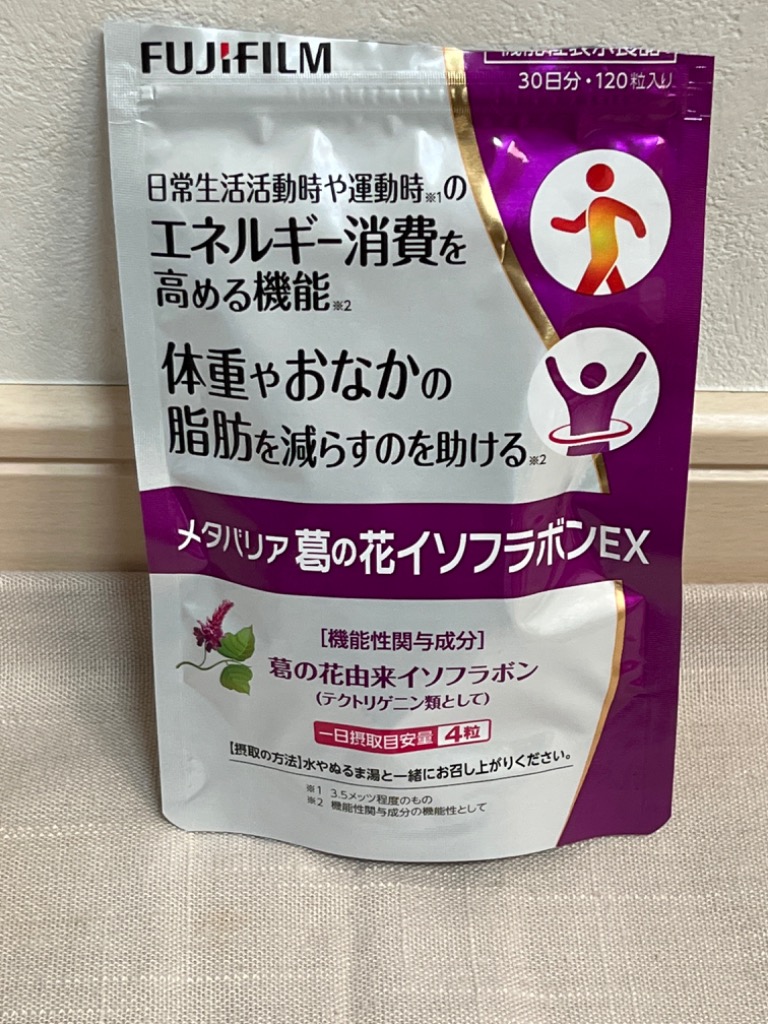 FUJIFILM
機能性表示食品
30日分・120粒入り
日常生活活動時や運動時※1の
エネルギー消費を
高める機能※2
体重やおなかの
脂肪を減らすのを助ける※2
メタバリア 葛の花イソフラボンEX
[機能性関与成分]
葛の花由来イソフラボン
(テクトリゲニン類として)
一日摂取目安量 4粒
[摂取の方法]水やぬるま湯と一緒にお召し上がりください。
※1 3.5メッツ程度のもの
※2 機能性関与成分の機能性として